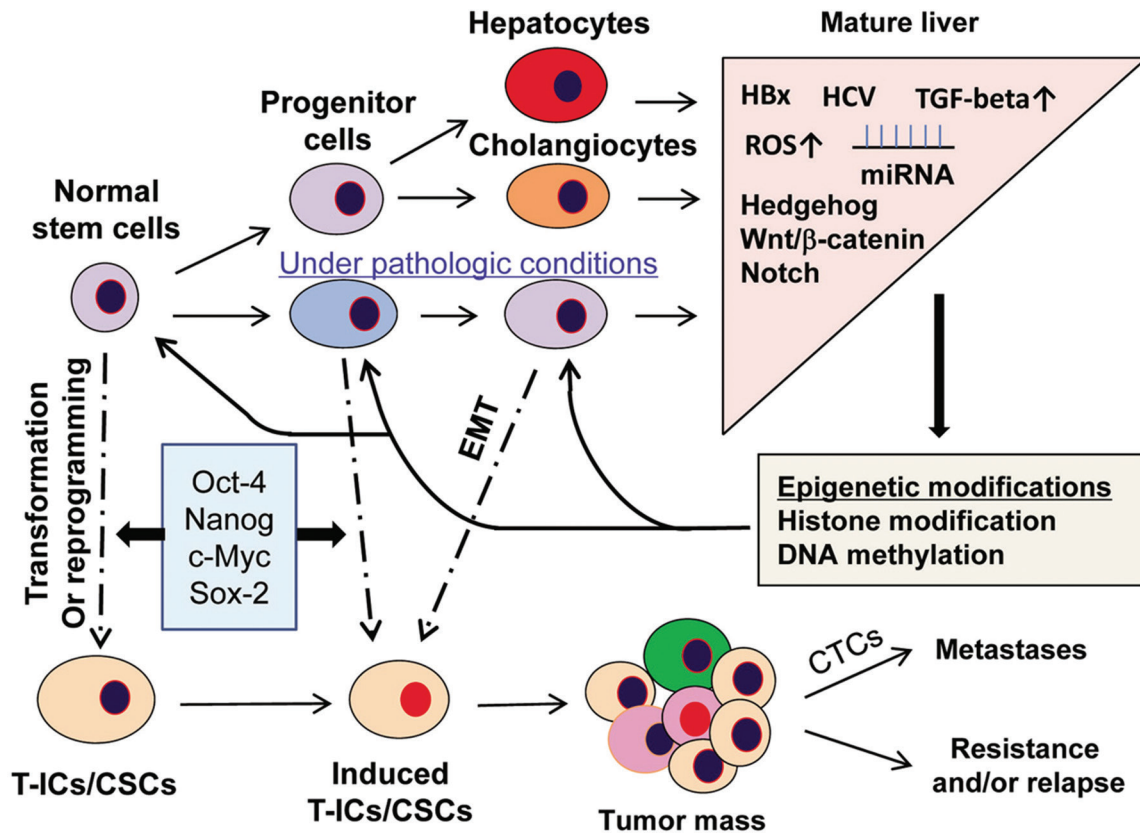 Hepatocytes
Mature liver
Progenitor
cells
HBx
HCV
TGF-beta↑
ROS↑
miRNA
Cholangiocytes
Normal
stem cells
Hedgehog
Wnt/β-catenin
Notch
Under pathologic conditions
Transformation
Or reprogramming
EMT
Oct-4
Nanog
c-Myc
Sox-2
Epigenetic modifications
Histone modification
DNA methylation
CTCs
Metastases
Resistance
and/or relapse
T-ICs/CSCs
Induced
T-ICs/CSCs
Tumor mass